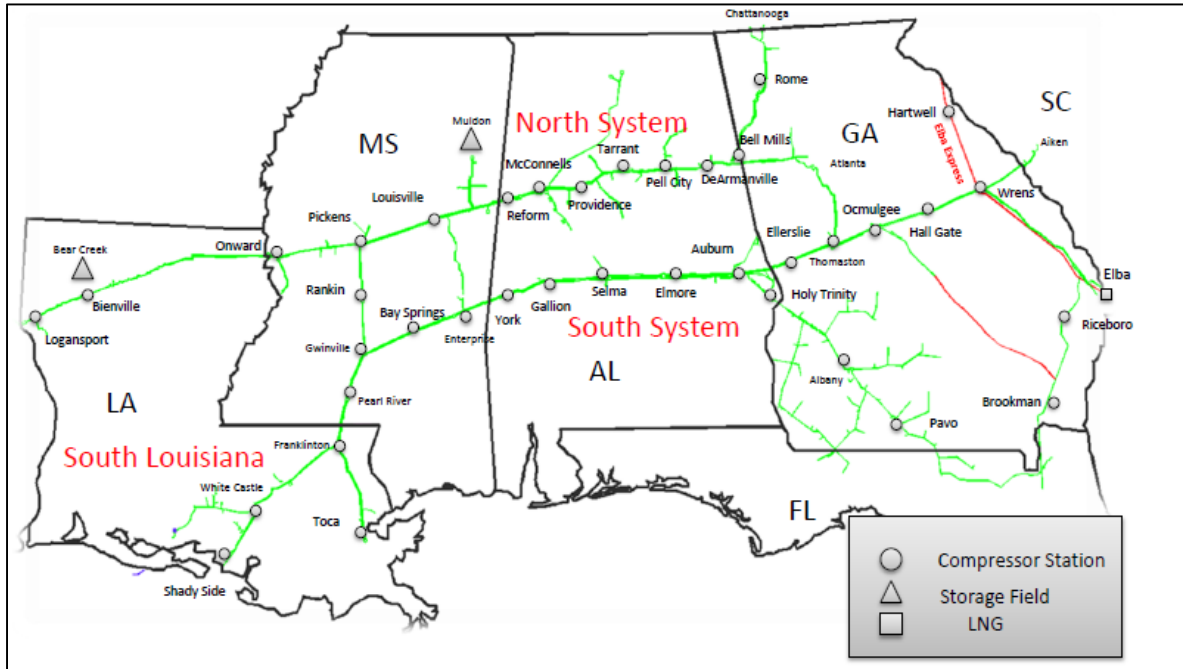 Chattanooga
Rome
Hartwell
SC
Muldon
North System
MS
GA
Elba Express
Bell Mills
Aiken
Tarrant
McConnells
Atlanta
Pell City
DeArmanville
Louisville
Reform
Providence
Wrens
Pickens
Ocmulgee
Hall Gate
Onward
Bear Creek
Auburn
Ellerslie
Thomaston
Elba
Rankin
Bienville
Selma
Elmore
Holy Trinity
Gallion
Bay Springs
York
Riceboro
Logansport
Enterprise
South System
Gwinville
AL
Albany
LA
Pearl River
Brookman
Pavo
Franklinton
South Louisiana
White Castle
FL
Toca
Shady Side
Compressor Station
Storage Field
LNG